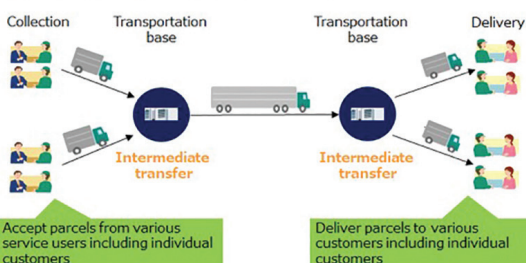 Collection
Transportation
base
Transportation
base
Delivery
Intermediate
transfer
Intermediate
transfer
Accept parcels from various
service users including individual
customers
Deliver parcels to various
customers including individual
customers